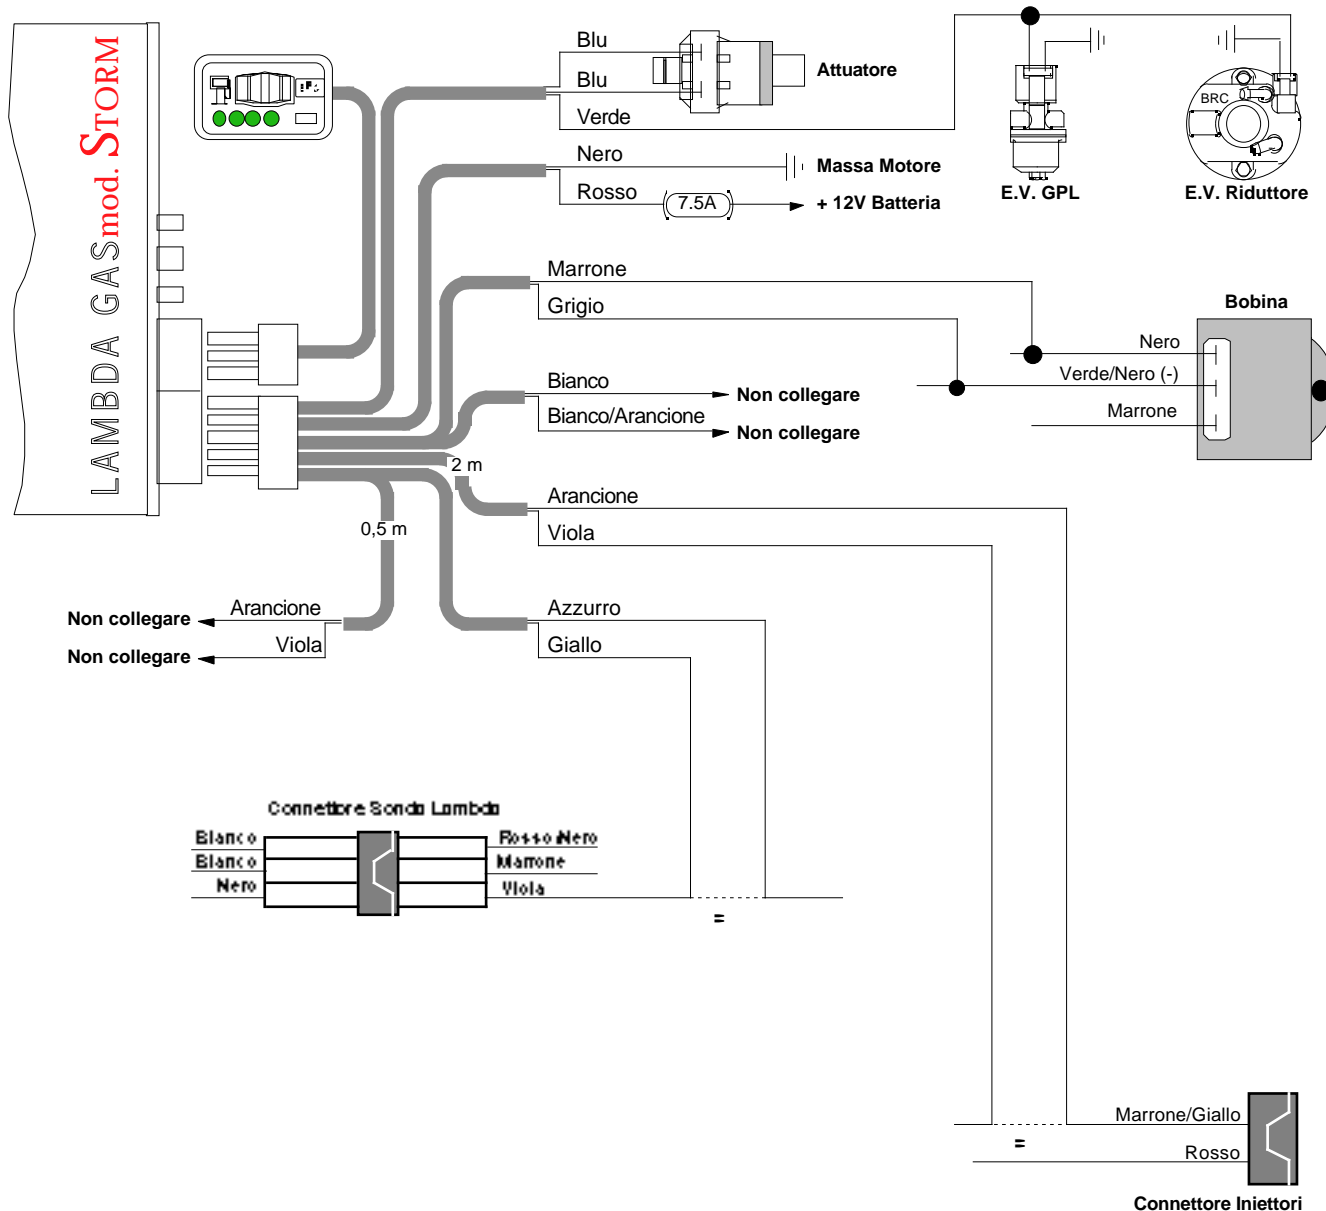 LAMBDA GAS mod. STORM
Blu
Blu
Verde
Attuatore
Nero
Massa Motore
Rosso
7.5A
+ 12V Batteria
E.V. GPL
BRC
E.V. Riduttore
Marrone
Grigio
Bobina
Nero
Verde/Nero (-)
Marrone
Bianco
Non collegare
Bianco/Arancione
Non collegare
2 m
0,5 m
Arancione
Viola
Non collegare
Arancione
Non collegare
Viola
Azzurro
Giallo
Connettore Sonda Lambda
Bianco
Rosso/Nero
Bianco
Marrone
Nero
Viola
=
Marrone/Giallo
=
Rosso
Connettore Iniettori